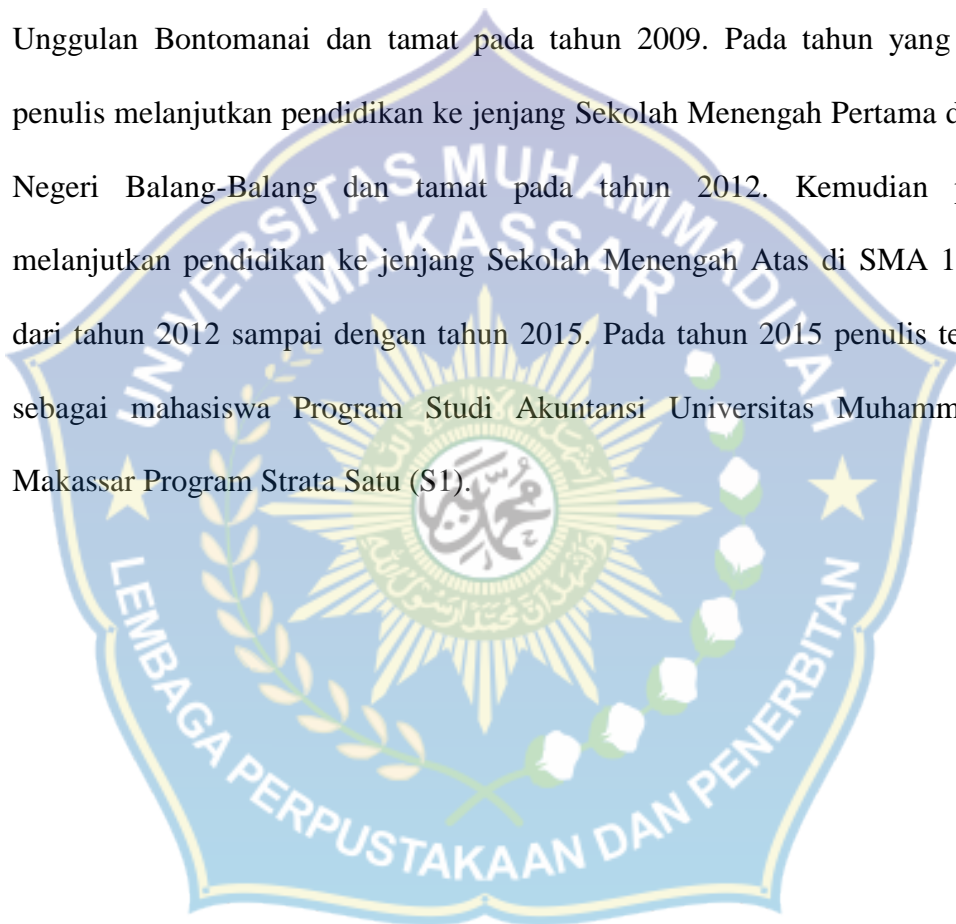 Unggulan Bontomanai dan tamat pada tahun 2009. Pada tahun yang
penulis melanjutkan pendidikan ke jenjang Sekolah Menengah Pertama d
Negeri Balang-Balang dan tamat pada tahun 2012. Kemudian p
melanjutkan pendidikan ke jenjang Sekolah Menengah Atas di SMA 1
dari tahun 2012 sampai dengan tahun 2015. Pada tahun 2015 penulis te
sebagai mahasiswa Program Studi Akuntansi Universitas Muhamm
Makassar Program Strata Satu (S1).
UNIVERSITAS MUHAMMADIYAH
MAKASSAR
محمد
LEMBAGA PERPUSTAKAAN DAN PENERBITAN